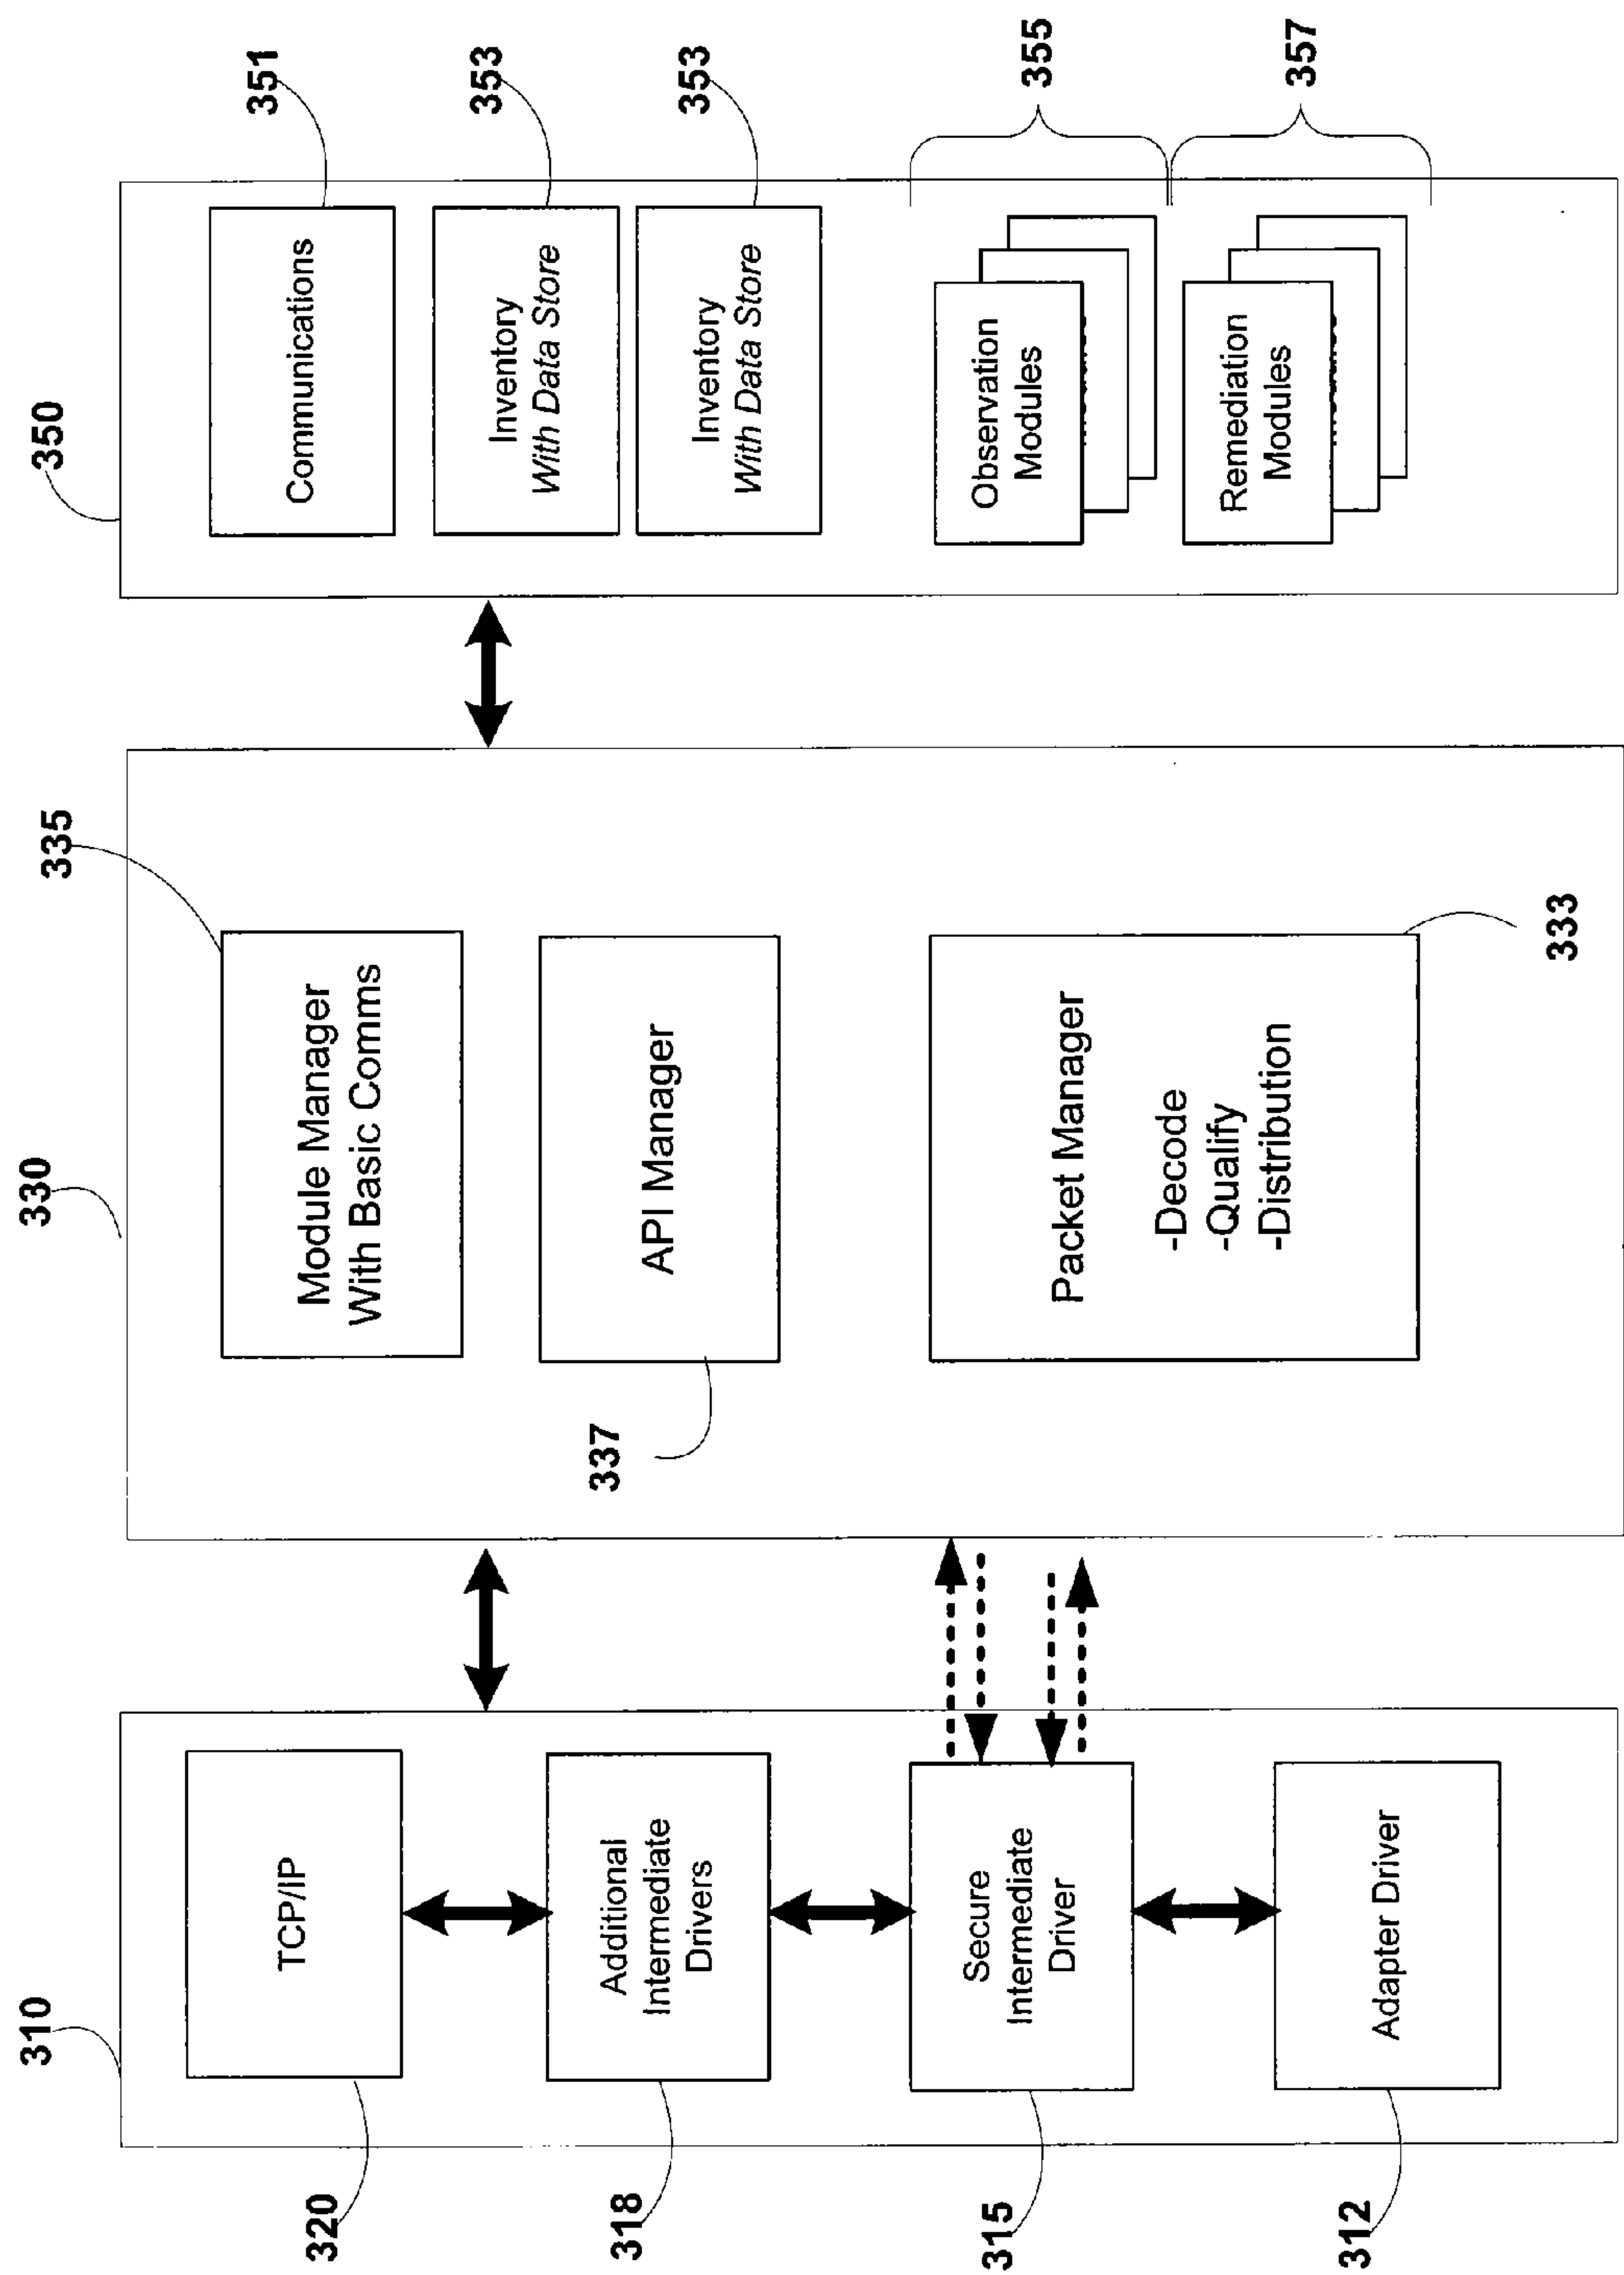 310
320
TCP/IP
318
Additional
Intermediate
Drivers
315
Secure
Intermediate
Driver
312
Adapter Driver
330
335
Module Manager
With Basic Comms
337
API Manager
333
Packet Manager
-Decode
-Qualify
-Distribution
350
351
Communications
353
Inventory
With Data Store
353
Inventory
With Data Store
355
Observation
Modules
357
Remediation
Modules